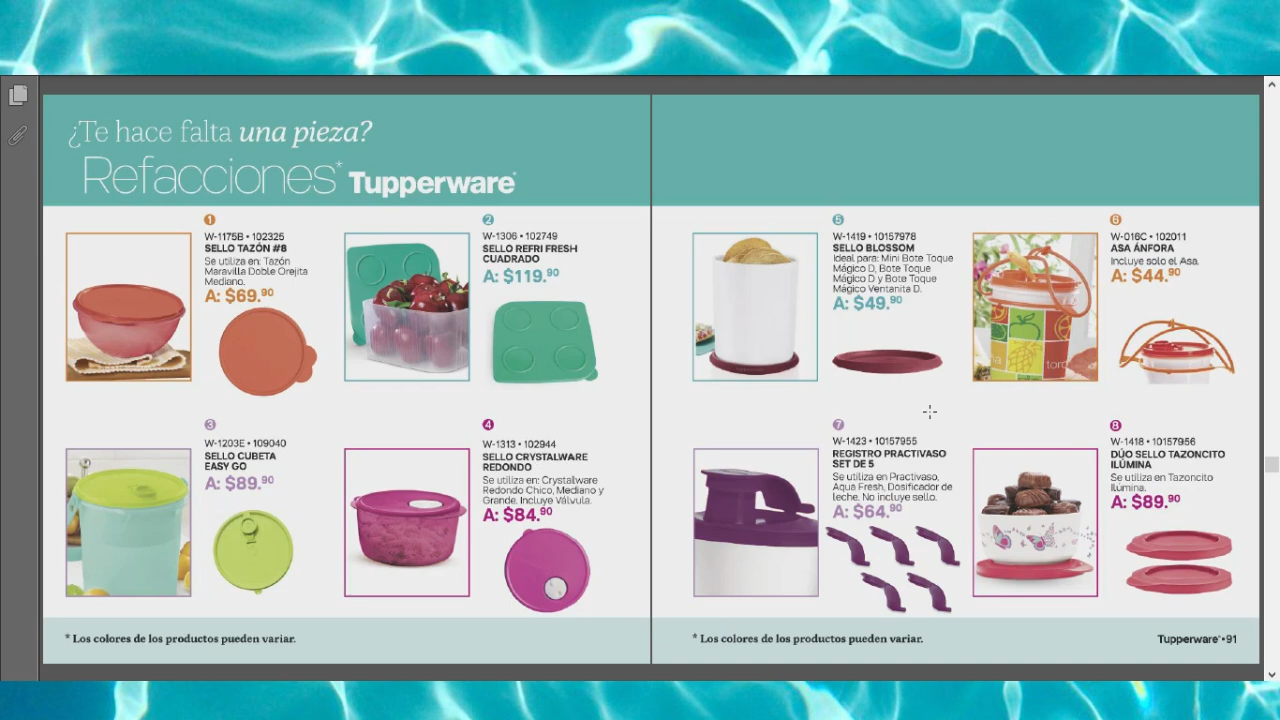 ¿Te hace falta una pieza?
Refacciones* Tupperware®
1
W-1175B • 102325
SELLO TAZÓN #8
Se utiliza en: Tazón
Maravilla Doble Orejita
Mediano.
A: $69.90
2
W-1306 • 102749
SELLO REFRI FRESH
CUADRADO
A: $119.90
3
W-1203E • 109040
SELLO CUBETA
EASY GO
A: $89.90
4
W-1313 • 102944
SELLO CRYSTALWARE
REDONDO
Se utiliza en: Crystalware
Redondo Chico, Mediano y
Grande. Incluye Válvula.
A: $84.90
* Los colores de los productos pueden variar.
5
W-1419 • 10157978
SELLO BLOSSOM
Ideal para: Mini Bote Toque
Mágico D, Bote Toque
Mágico D y Bote Toque
Mágico Ventanita D.
A: $49.90
6
W-016C • 102011
ASA ÁNFORA
Incluye solo el Asa.
A: $44.90
7
W-1423 • 10157955
REGISTRO PRACTIVASO
SET DE 5
Se utiliza en Practivaso,
Aqua Fresh, Dosificador de
leche. No incluye sello.
A: $64.90
8
W-1418 • 10157956
DÚO SELLO TAZONCITO
ILÚMINA
Se utiliza en Tazoncito
Ilúmina.
A: $89.90
* Los colores de los productos pueden variar.
Tupperware® • 91